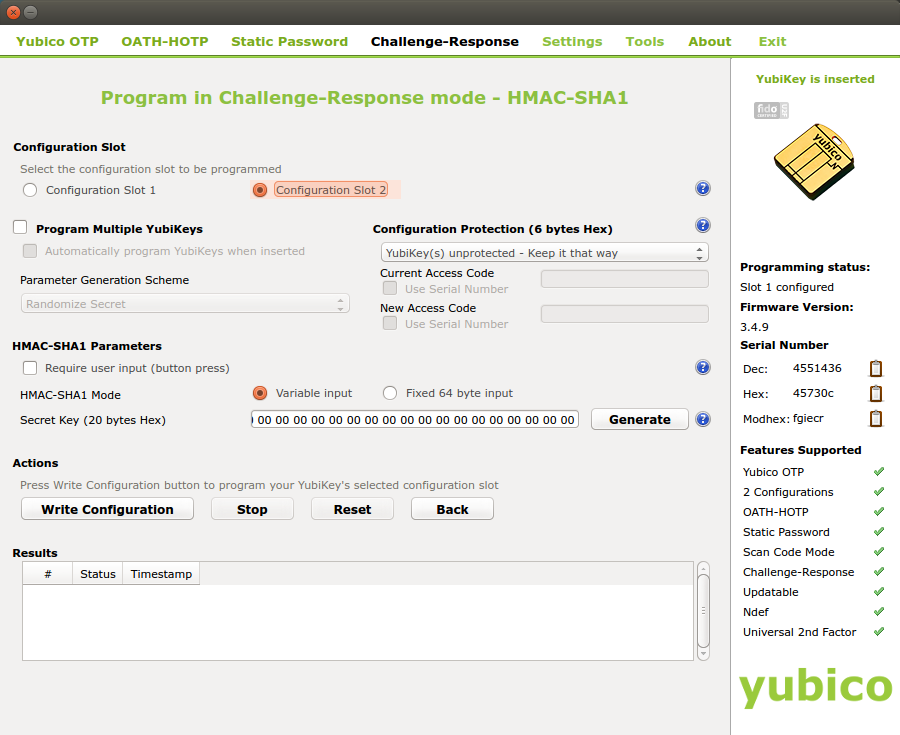 Yubico OTP OATH-HOTP Static Password Challenge-Response Settings Tools About Exit
Program in Challenge-Response mode - HMAC-SHA1
Configuration Slot
Select the configuration slot to be programmed
Configuration Slot 1 Configuration Slot 2
Program Multiple YubiKeys
Automatically program YubiKeys when inserted
Parameter Generation Scheme
Randomize Secret
Configuration Protection (6 bytes Hex)
YubiKey(s) unprotected - Keep it that way
Current Access Code
Use Serial Number
New Access Code
Use Serial Number
HMAC-SHA1 Parameters
Require user input (button press)
HMAC-SHA1 Mode Variable input Fixed 64 byte input
Secret Key (20 bytes Hex) 00 00 00 00 00 00 00 00 00 00 00 00 00 00 00 00 00 00 Generate
Actions
Press Write Configuration button to program your YubiKey's selected configuration slot
Write Configuration Stop Reset Back
Results
# Status Timestamp
YubiKey is inserted
fido
yubico
N
Programming status:
Slot 1 configured
Firmware Version:
3.4.9
Serial Number
Dec: 4551436
Hex: 45730c
Modhex: fgiecr
Features Supported
Yubico OTP
2 Configurations
OATH-HOTP
Static Password
Scan Code Mode
Challenge-Response
Updatable
Ndef
Universal 2nd Factor
yubico